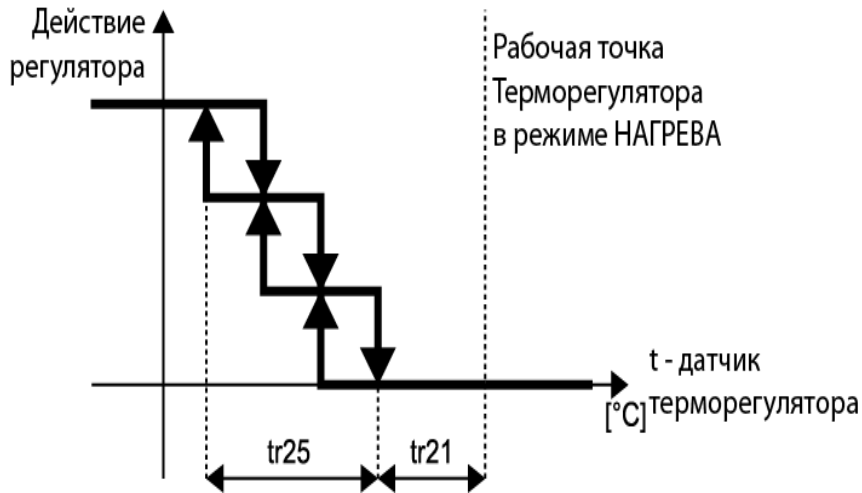 Действие
регулятора
Рабочая точка
Терморегулятора
в режиме НАГРЕВА
t - датчик
[°C] терморегулятора
tr25
tr21